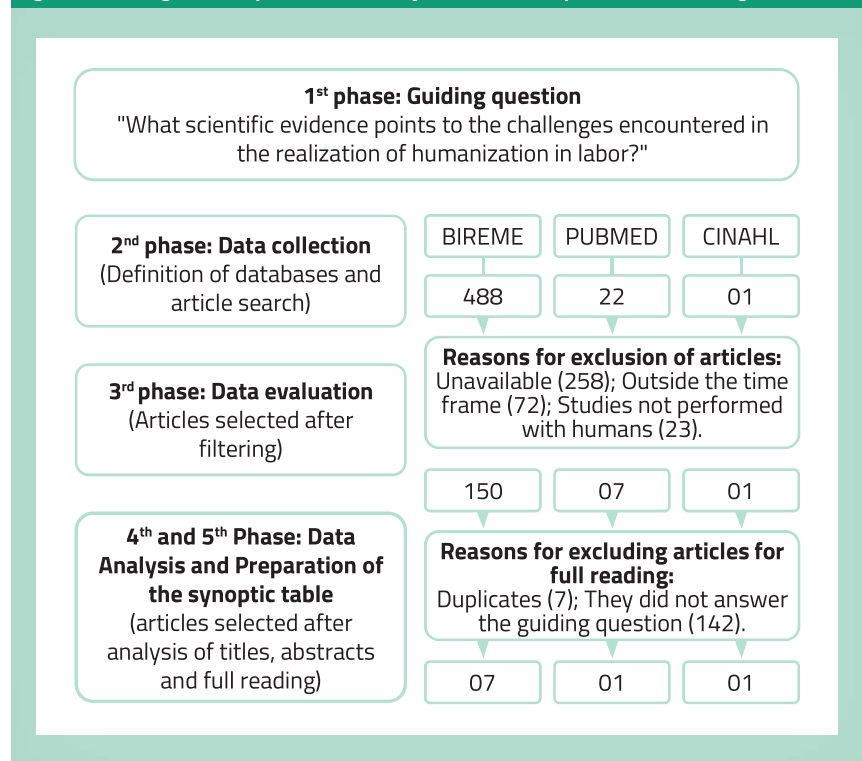 1st phase: Guiding question
"What scientific evidence points to the challenges encountered in
the realization of humanization in labor?"
2nd phase: Data collection
(Definition of databases and
article search)
BIREME
PUBMED
CINAHL
488
22
01
3rd phase: Data evaluation
(Articles selected after
filtering)
Reasons for exclusion of articles:
Unavailable (258); Outside the time
frame (72); Studies not performed
with humans (23).
150
07
01
4th and 5th Phase: Data
Analysis and Preparation of
the synoptic table
(articles selected after
analysis of titles, abstracts
and full reading)
Reasons for excluding articles for
full reading:
Duplicates (7); They did not answer
the guiding question (142).
07
01
01